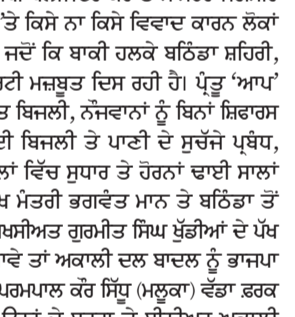 'ਤੇ ਕਿਸੇ ਨਾ ਕਿਸੇ ਵਿਵਾਦ ਕਾਰਨ ਲੋਕਾਂ
ਜਦੋਂ ਕਿ ਬਾਕੀ ਹਲਕੇ ਬਠਿੰਡਾ ਸ਼ਹਿਰੀ,
ਮਜ਼ਬੂਤ ਦਿਸ ਰਹੀ ਹੈ। ਪ੍ਰੰਤੂ ‘ਆਪ’
ਬਿਜਲੀ, ਨੌਜਵਾਨਾਂ ਨੂੰ ਬਿਨਾਂ ਸ਼ਿਫਾਰਸ
ਬਿਜਲੀ ਤੇ ਪਾਣੀ ਦੇ ਸੁਚੱਜੇ ਪ੍ਰਬੰਧ,
ਵਿੱਚ ਸੁਧਾਰ ਤੇ ਹੋਰਨਾਂ ਢਾਈ ਸਾਲਾਂ
ਮੰਤਰੀ ਭਗਵੰਤ ਮਾਨ ਤੇ ਬਠਿੰਡਾ ਤੋਂ
ਗੁਰਮੀਤ ਸਿੰਘ ਖੁੱਡੀਆਂ ਦੇ ਪੱਖ
ਤਾਂ ਅਕਾਲੀ ਦਲ ਬਾਦਲ ਨੂੰ ਭਾਜਪਾ
ਪਰਮਪਾਲ ਕੌਰ ਸਿੱਧੂ (ਮਲੂਕਾ) ਵੱਡਾ ਫ਼ਰਕ